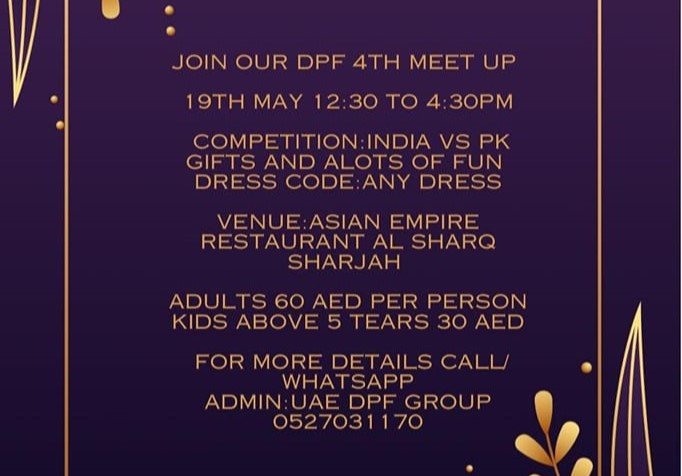 JOIN OUR DPF 4TH MEET UP
19TH MAY 12:30 TO 4:30PM
COMPETITION:INDIA VS PK
GIFTS AND ALOTS OF FUN
DRESS CODE:ANY DRESS
VENUE:ASIAN EMPIRE
RESTAURANT AL SHARQ
SHARJAH
ADULTS 60 AED PER PERSON
KIDS ABOVE 5 TEARS 30 AED
FOR MORE DETAILS CALL/
WHATSAPP
ADMIN:UAE DPF GROUP
0527031170